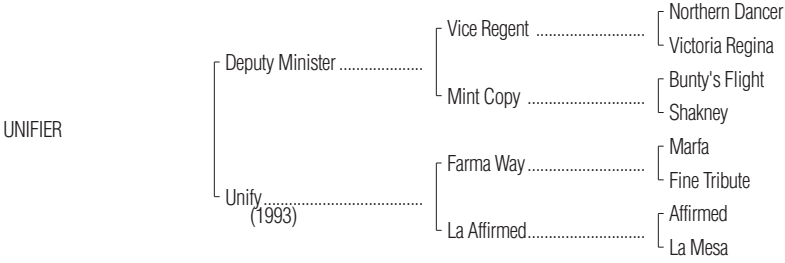 Northern Dancer
Vice Regent ..........................
Victoria Regina
Deputy Minister ....................
Bunty's Flight
Mint Copy ............................
Shakney
UNIFIER
Marfa
Farma Way............................
Fine Tribute
Unify......................................
(1993)
Affirmed
La Affirmed............................
La Mesa